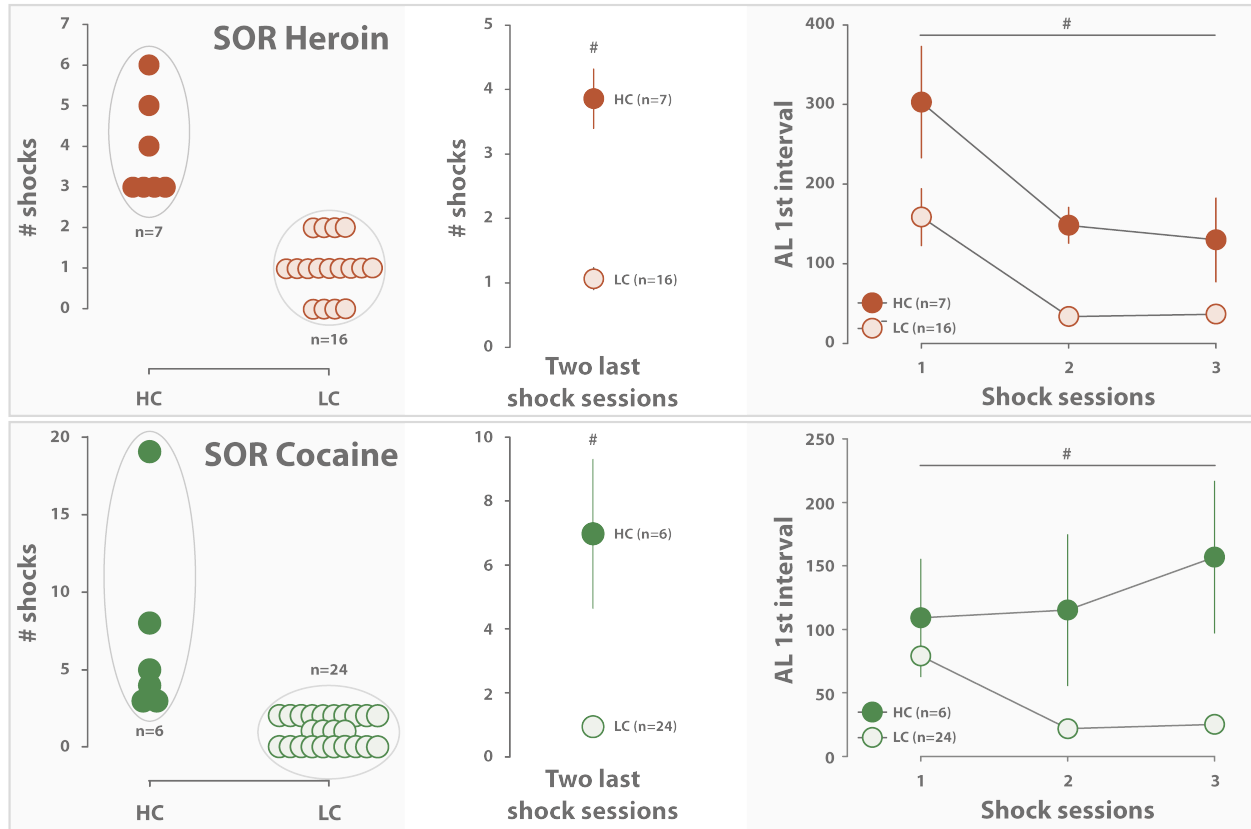 SOR Heroin
# shocks
7
6
5
4
3
2
1
0
n=7
n=16
HC
LC
# shocks
5
4
3
2
1
0
#
HC (n=7)
LC (n=16)
Two last
shock sessions
AL 1st interval
400
300
200
100
0
#
HC (n=7)
LC (n=16)
1
2
3
Shock sessions
SOR Cocaine
# shocks
20
15
10
5
0
n=6
n=24
HC
LC
10
8
6
4
2
0
#
HC (n=6)
LC (n=24)
Two last
shock sessions
AL 1st interval
250
200
150
100
50
0
#
HC (n=6)
LC (n=24)
1
2
3
Shock sessions